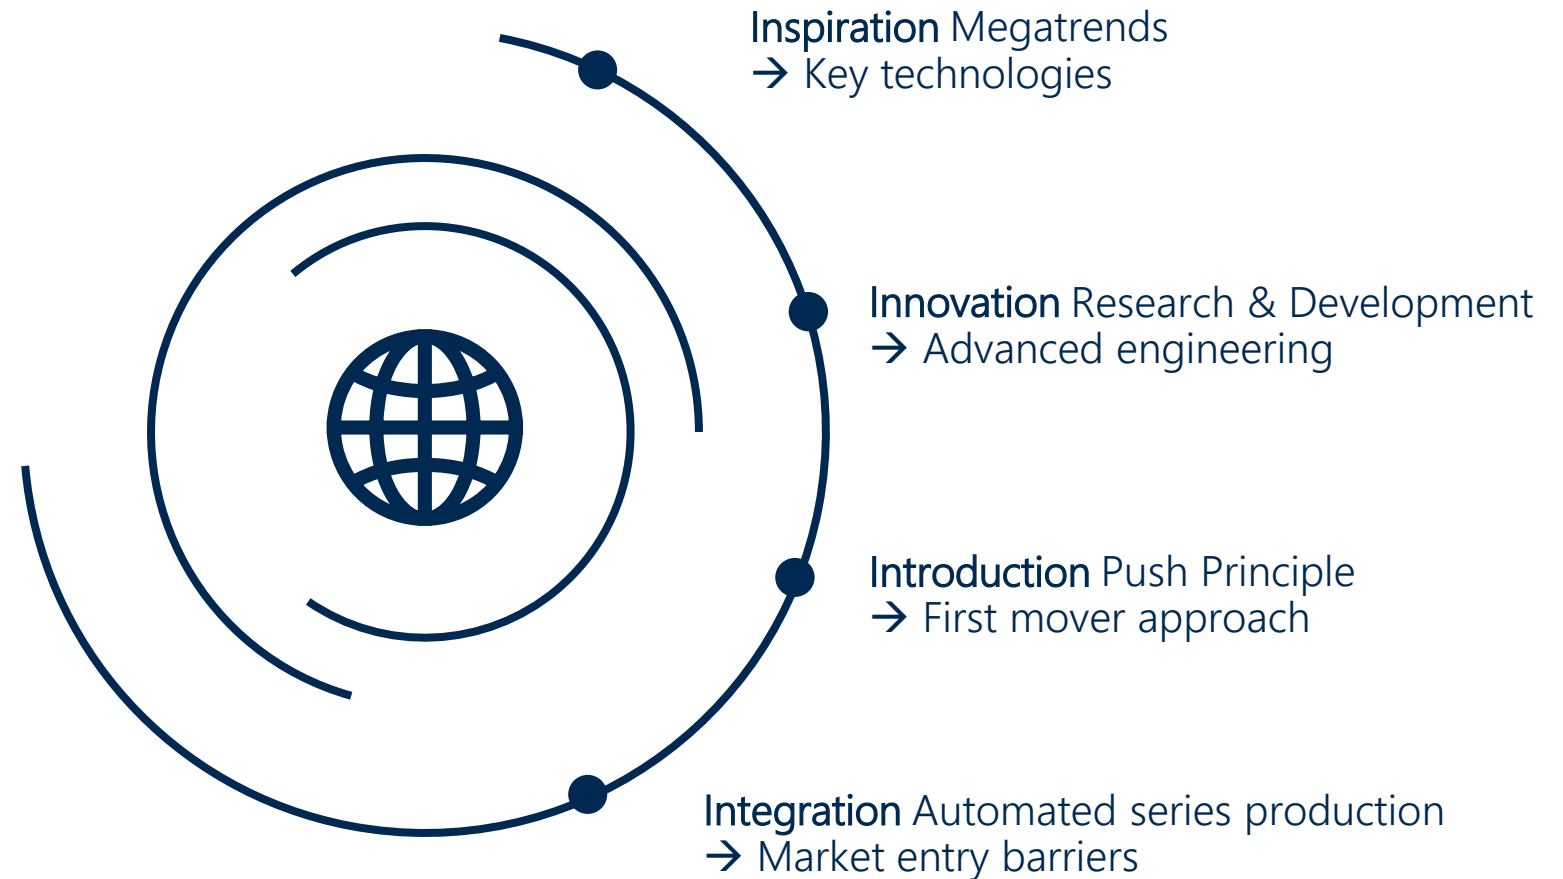 Inspiration Megatrends
→ Key technologies
Innovation Research & Development
→ Advanced engineering
Introduction Push Principle
→ First mover approach
Integration Automated series production
→ Market entry barriers